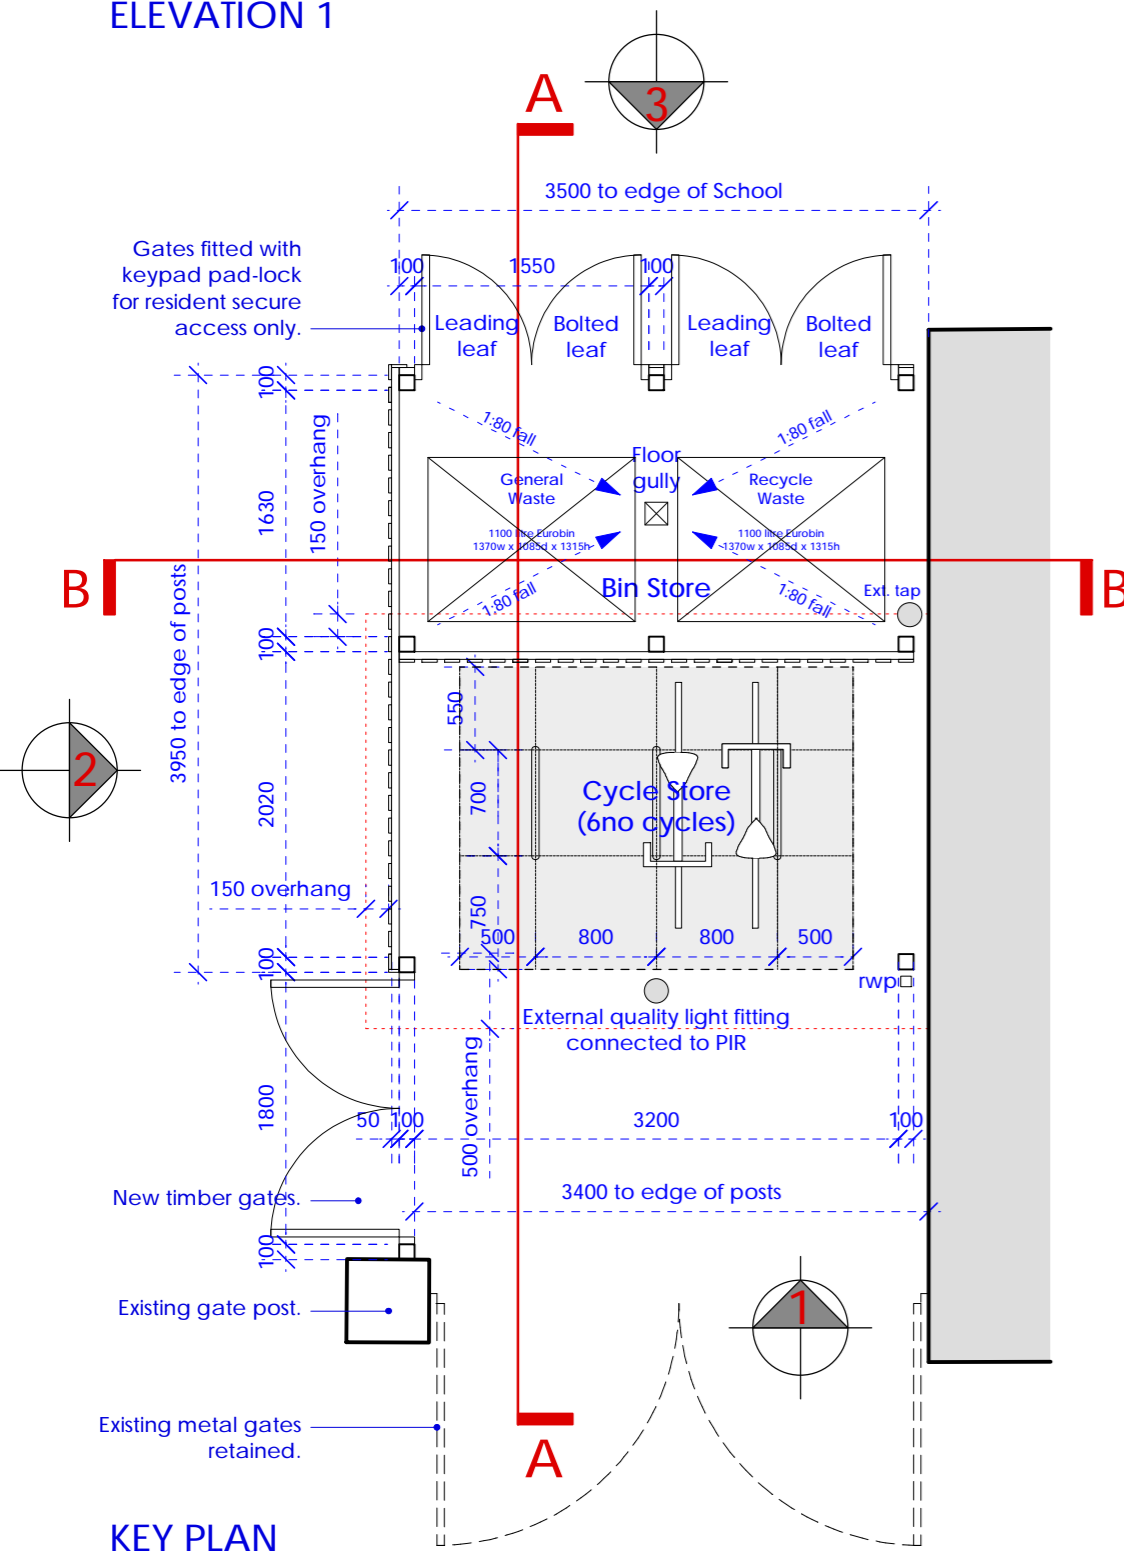 ELEVATION 1
A
3
3500 to edge of School
Gates fitted with
keypad pad-lock
for resident secure
access only.
100
1550
100
Leading
leaf
Bolted
leaf
Leading
leaf
Bolted
leaf
100
1:80 fall
1:80 fall
150 overhang
Floor
gully
General
Waste
Recycle
Waste
1630
1100 litre Eurobin
1370w x 1085d x 1315h
1100 litre Eurobin
1370w x 1085d x 1315h
B
B
Bin Store
Ext. tap
1:80 fall
1:80 fall
3950 to edge of posts
100
550
2
2020
700
Cycle Store
(6no cycles)
150 overhang
750
500
800
800
500
100
rwp
External quality light fitting
connected to PIR
1800
500 overhang
50
100
3200
100
New timber gates.
3400 to edge of posts
100
Existing gate post.
1
Existing metal gates
retained.
A
KEY PLAN